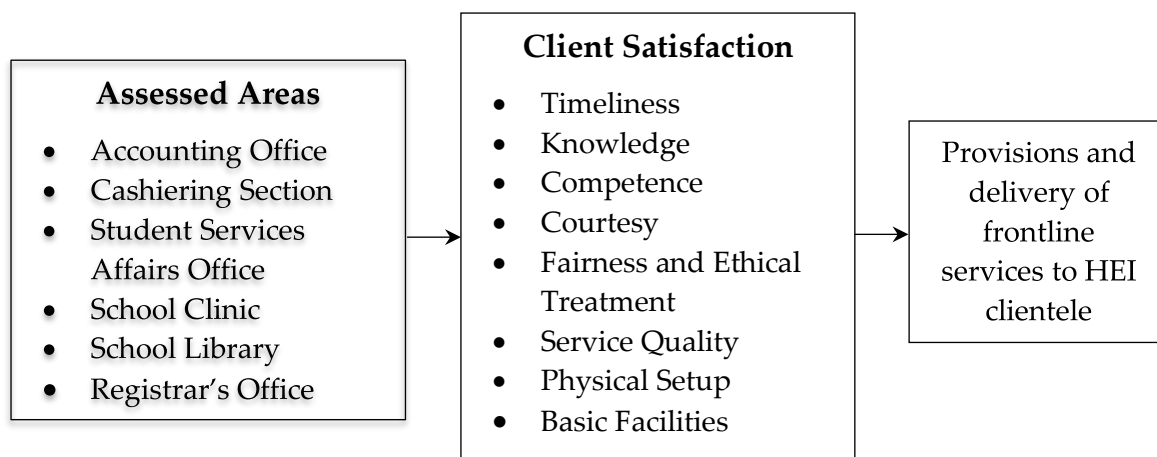 Assessed Areas
• Accounting Office
• Cashiering Section
• Student Services
Affairs Office
• School Clinic
• School Library
• Registrar’s Office
Client Satisfaction
• Timeliness
• Knowledge
• Competence
• Courtesy
• Fairness and Ethical
Treatment
• Service Quality
• Physical Setup
• Basic Facilities
Provisions and
delivery of
frontline
services to HEI
clientele